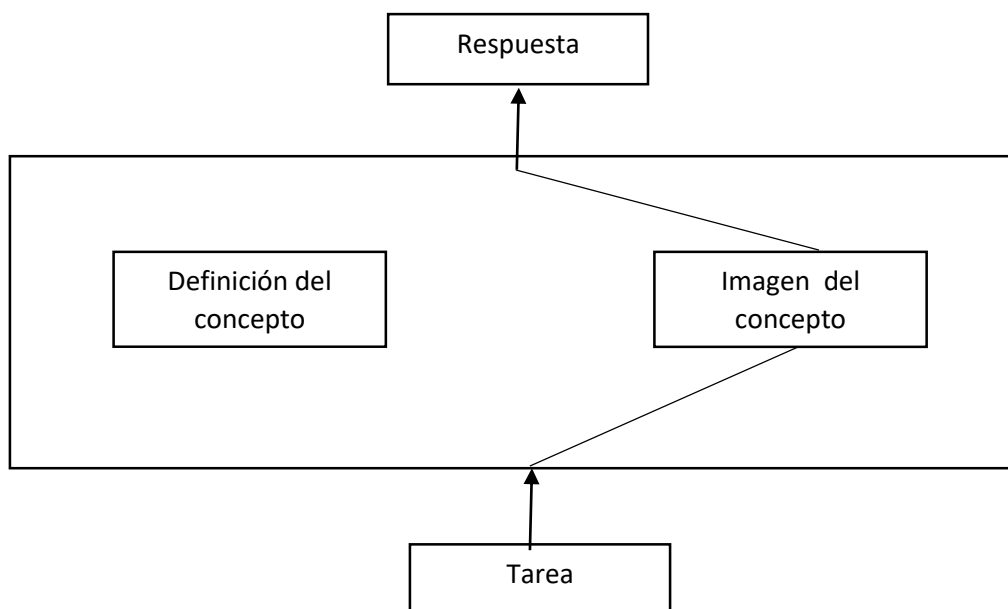 Respuesta
Definición del
concepto
Imagen  del
concepto
Tarea